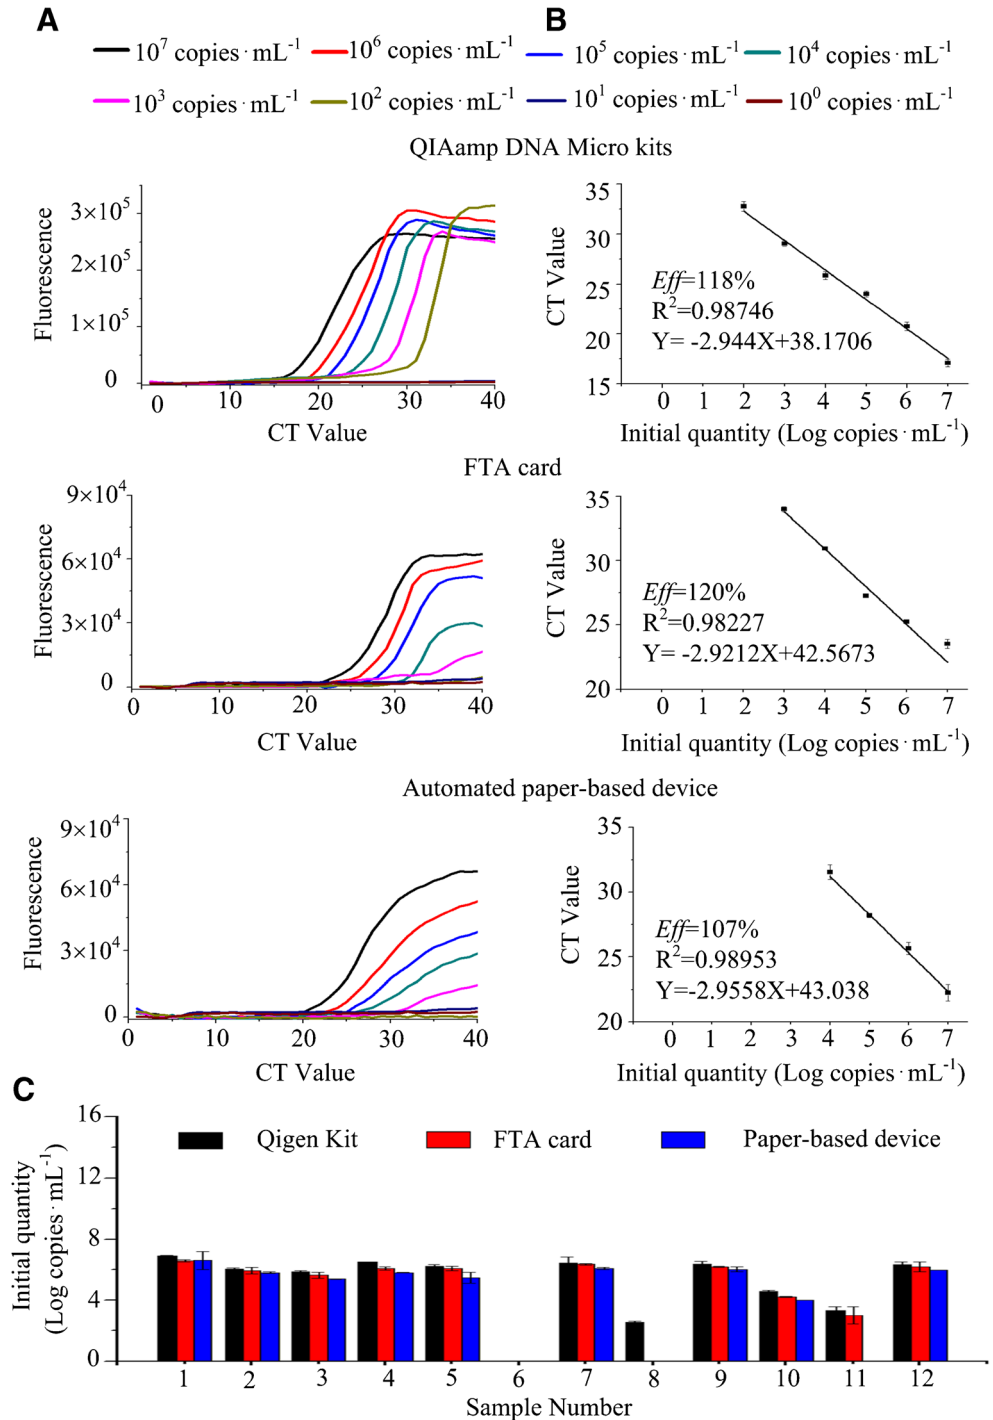 A
B
10⁷ copies·mL⁻¹ 10⁶ copies·mL⁻¹ 10⁵ copies·mL⁻¹ 10⁴ copies·mL⁻¹
10³ copies·mL⁻¹ 10² copies·mL⁻¹ 10¹ copies·mL⁻¹ 10⁰ copies·mL⁻¹
QIAamp DNA Micro kits
Fluorescence
3×10⁵
2×10⁵
1×10⁵
0
0 10 20 30 40
CT Value
CT Value
35
30
25
20
15
Eff=118%
R²=0.98746
Y= -2.944X+38.1706
0 1 2 3 4 5 6 7
Initial quantity (Log copies·mL⁻¹)
FTA card
Fluorescence
9×10⁴
6×10⁴
3×10⁴
0
0 10 20 30 40
CT Value
CT Value
35
30
25
20
Eff=120%
R²=0.98227
Y= -2.9212X+42.5673
0 1 2 3 4 5 6 7
Initial quantity (Log copies·mL⁻¹)
Automated paper-based device
Fluorescence
9×10⁴
6×10⁴
3×10⁴
0
0 10 20 30 40
CT Value
CT Value
35
30
25
20
Eff=107%
R²=0.98953
Y=-2.9558X+43.038
0 1 2 3 4 5 6 7
Initial quantity (Log copies·mL⁻¹)
C
Initial quantity
(Log copies·mL⁻¹)
16
12
8
4
0
Qigen Kit FTA card Paper-based device
1 2 3 4 5 6 7 8 9 10 11 12
Sample Number